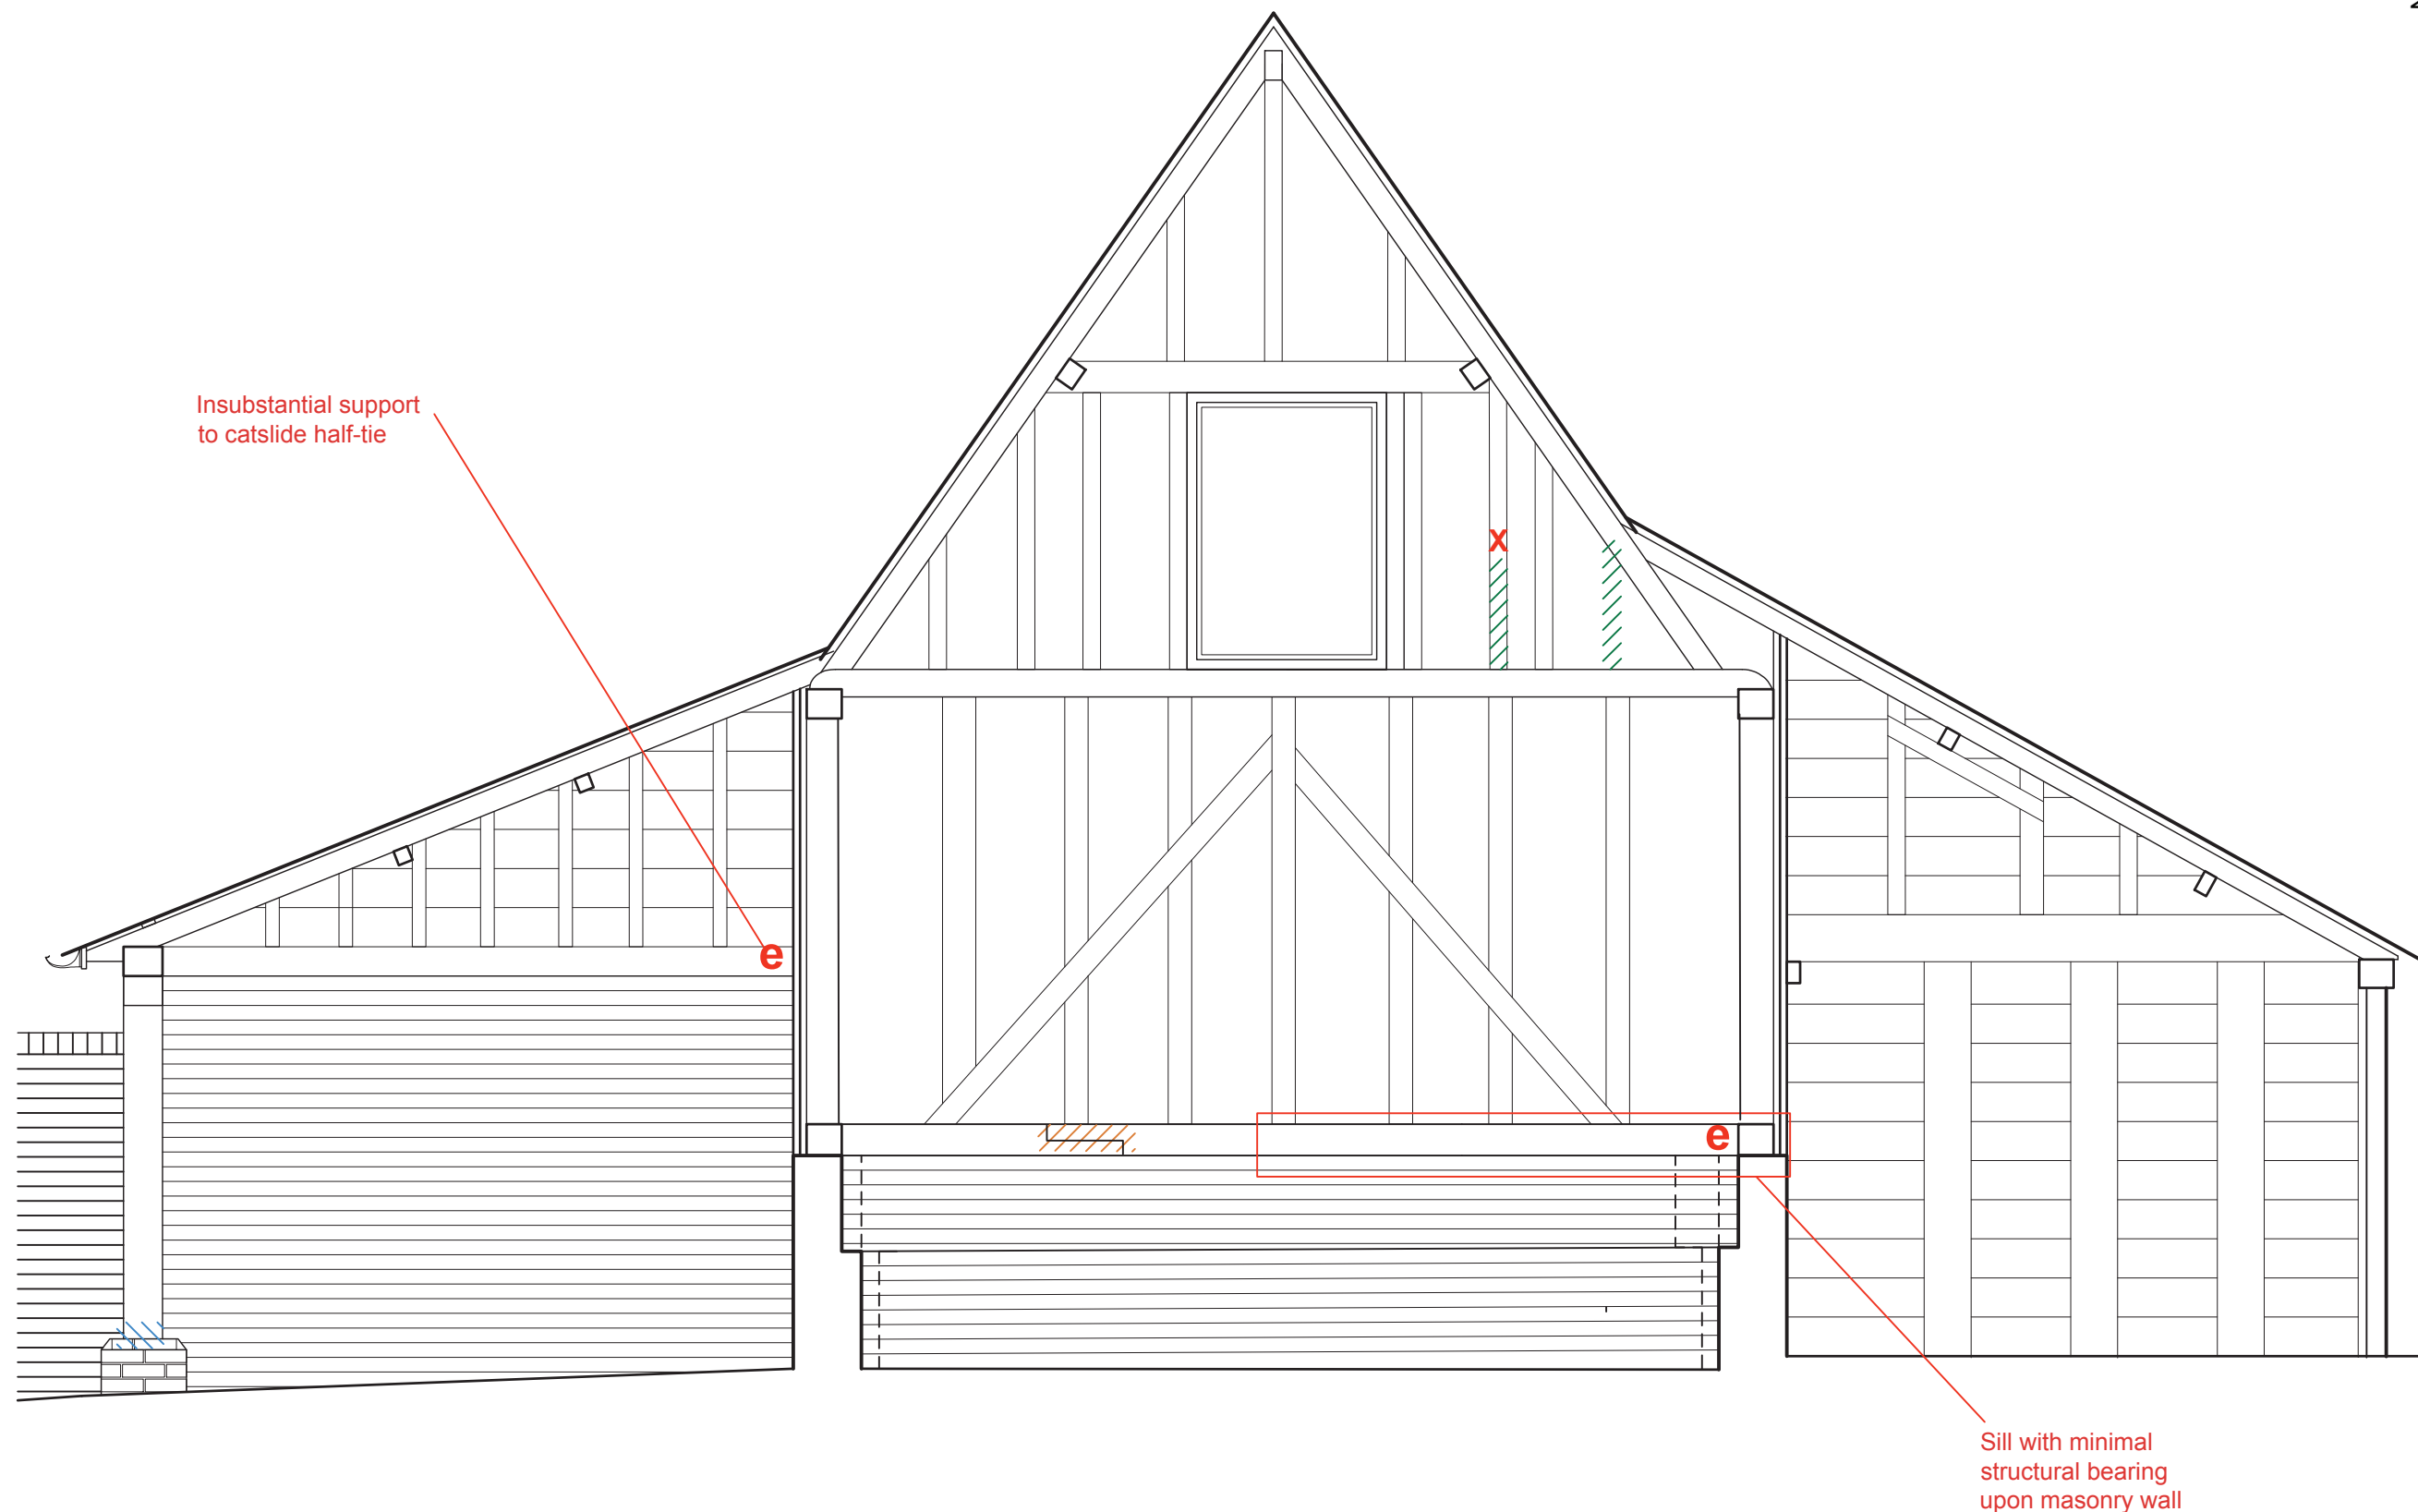 Insubstantial support
to catslide half-tie
x
e
e
Sill with minimal
structural bearing
upon masonry wall